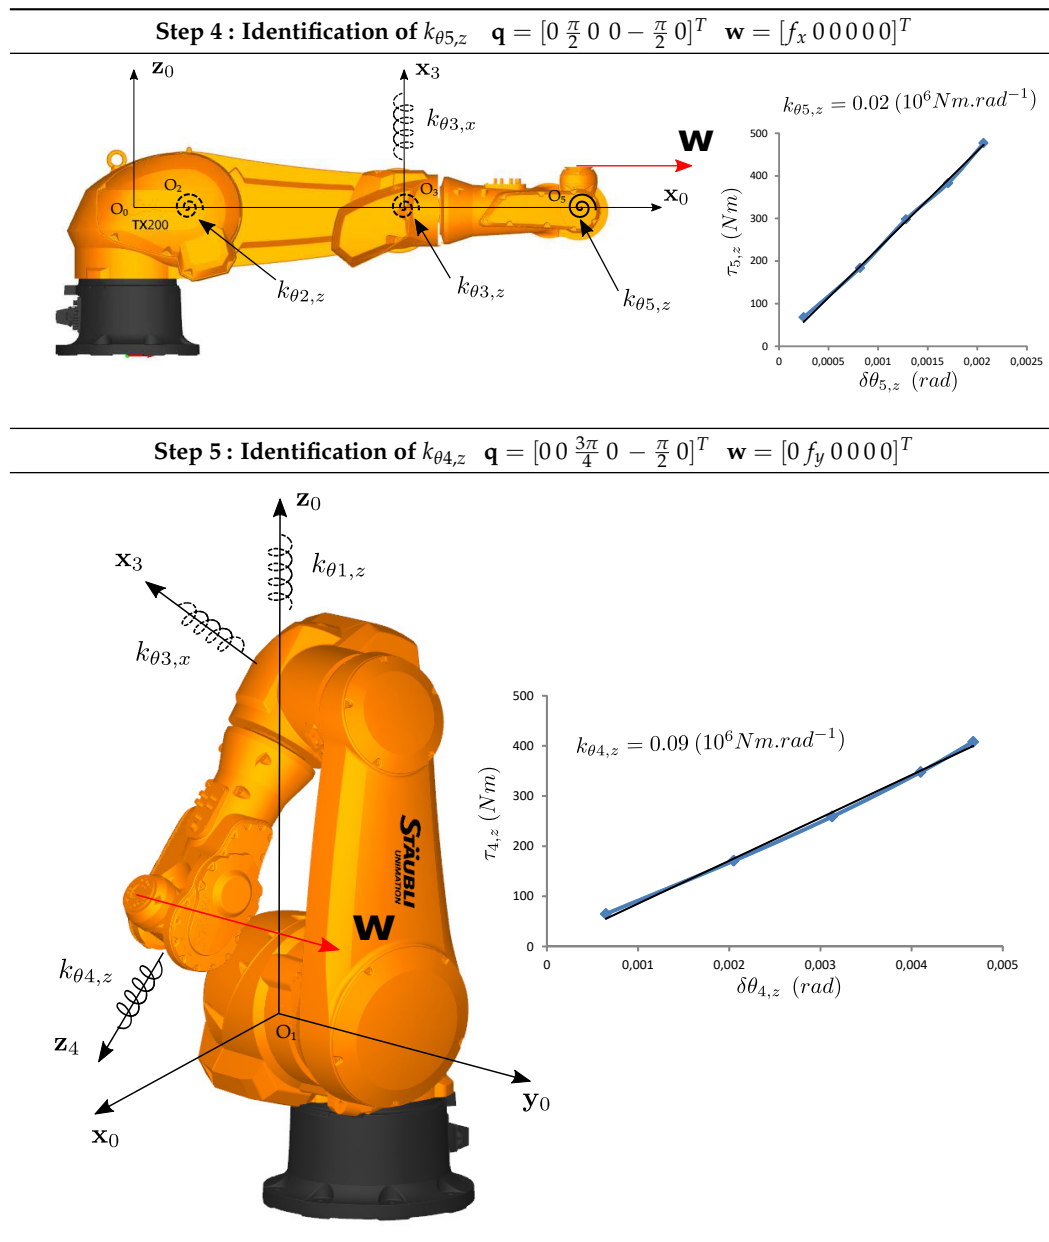 Step 4 : Identification of kθ5,z q = [0 π/2 0 0 − π/2 0]^T w = [fx 0 0 0 0 0]^T
z0
x3
kθ3,x
kθ5,z = 0.02 (10^6 Nm.rad^−1)
w
O2
O3
O5
O0
x0
TX200
kθ2,z
kθ3,z
kθ5,z
τ5,z (Nm)
500
400
300
200
100
0
0 0,0005 0,001 0,0015 0,002 0,0025
δθ5,z (rad)
Step 5 : Identification of kθ4,z q = [0 0 3π/4 0 − π/2 0]^T w = [0 fy 0 0 0 0]^T
z0
x3
kθ1,z
kθ3,x
STÄUBLI
UNIMATION
w
kθ4,z
z4
O1
x0
y0
kθ4,z = 0.09 (10^6 Nm.rad^−1)
τ4,z (Nm)
500
400
300
200
100
0
0 0,001 0,002 0,003 0,004 0,005
δθ4,z (rad)